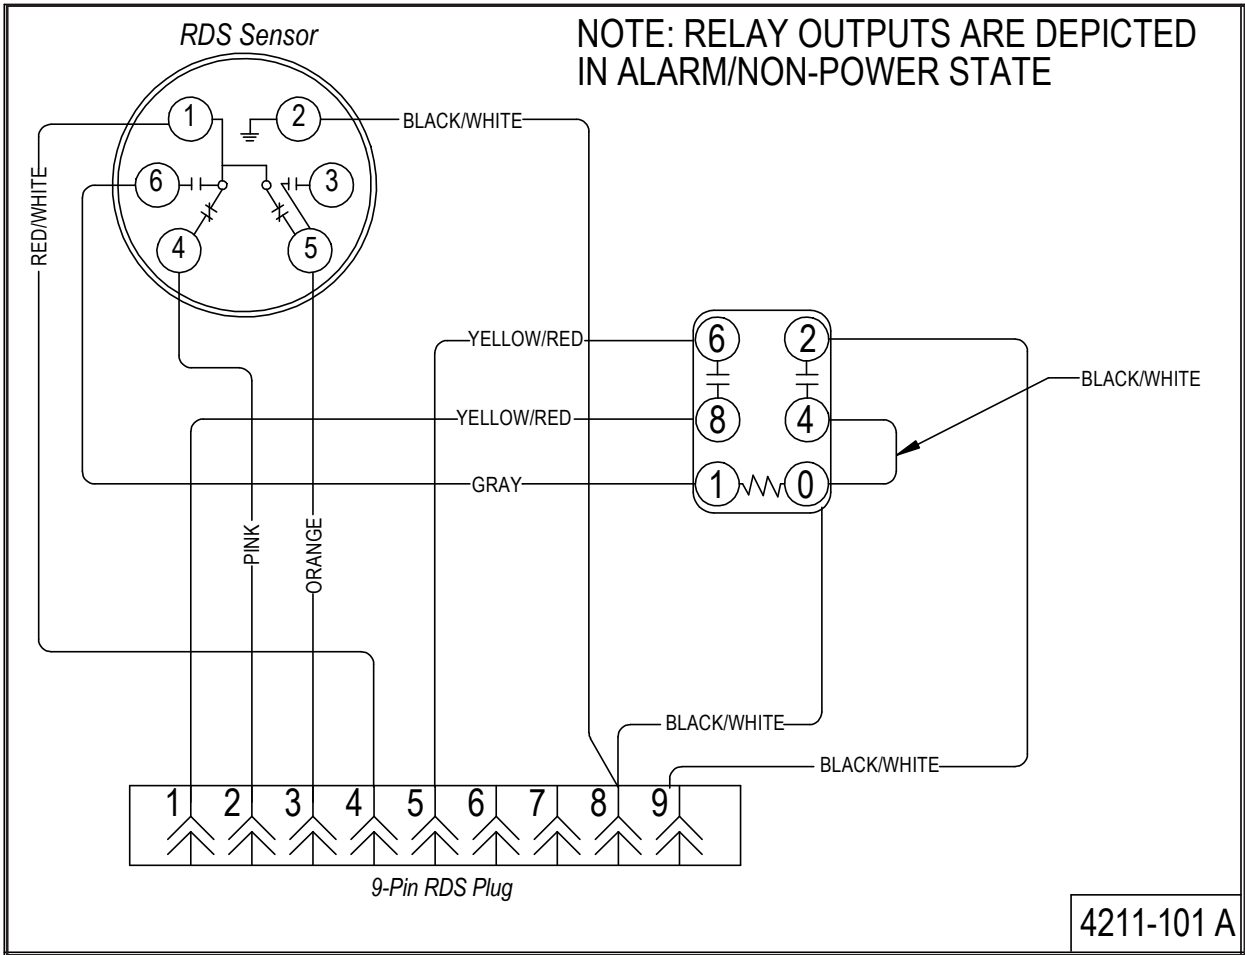 RDS Sensor
NOTE: RELAY OUTPUTS ARE DEPICTED
IN ALARM/NON-POWER STATE
1
2
BLACK/WHITE
RED/WHITE
6
3
4
5
YELLOW/RED
6
2
BLACK/WHITE
YELLOW/RED
8
4
GRAY
1
0
PINK
ORANGE
BLACK/WHITE
BLACK/WHITE
1 2 3 4 5 6 7 8 9
9-Pin RDS Plug
4211-101 A